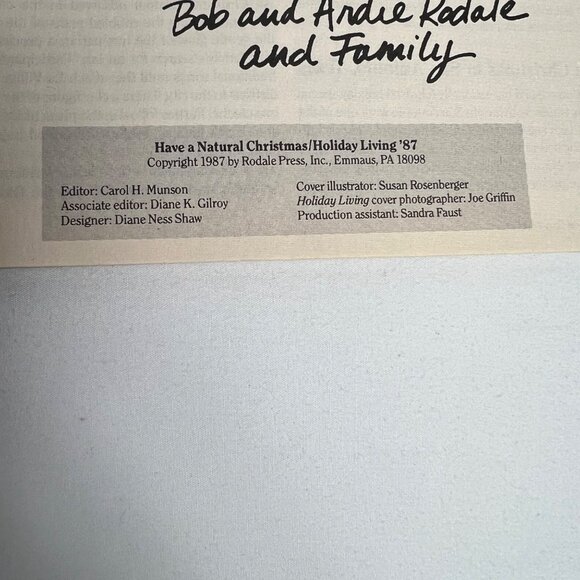 Bob and Ardie Rodale
and Family
Have a Natural Christmas/Holiday Living '87
Copyright 1987 by Rodale Press, Inc., Emmaus, PA 18098
Editor: Carol H. Munson
Associate editor: Diane K. Gilroy
Designer: Diane Ness Shaw
Cover illustrator: Susan Rosenberger
Holiday Living cover photographer: Joe Griffin
Production assistant: Sandra Faust